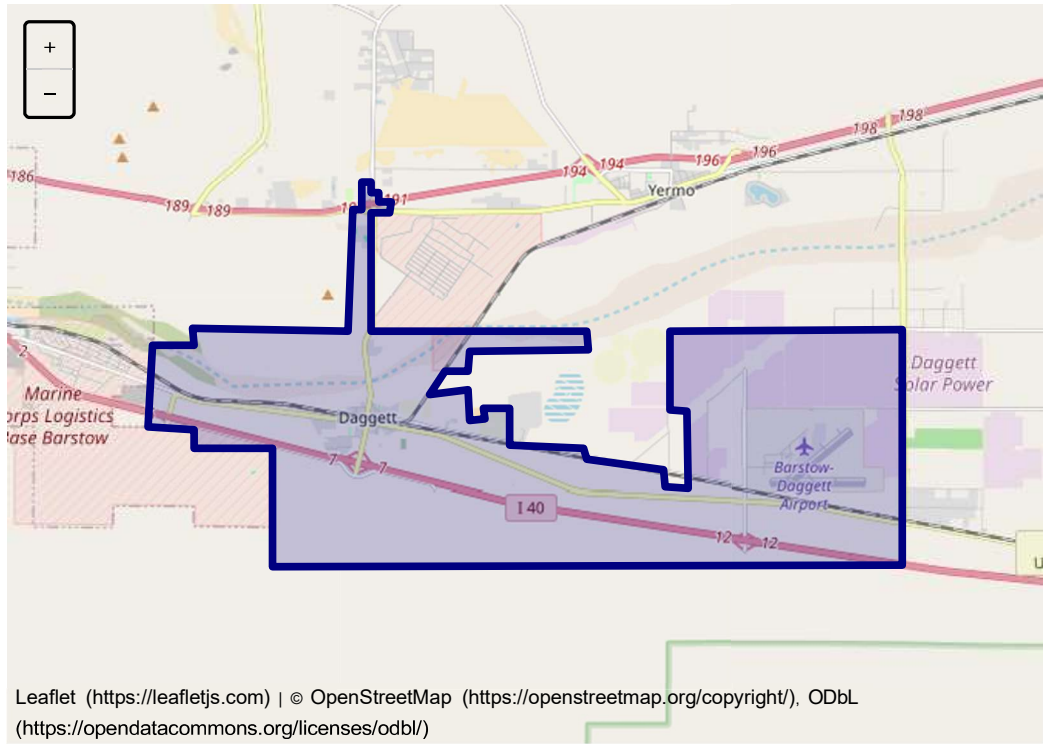 +
−
198
198
196
196
194
194
186
Yermo
189
189
191
2
Daggett
Solar Power
Marine
orps Logistics
Base Barstow
Daggett
7
7
Barstow-
Daggett
Airport
I 40
12
12
U
Leaflet (https://leafletjs.com) | © OpenStreetMap (https://openstreetmap.org/copyright/), ODbL
(https://opendatacommons.org/licenses/odbl/)